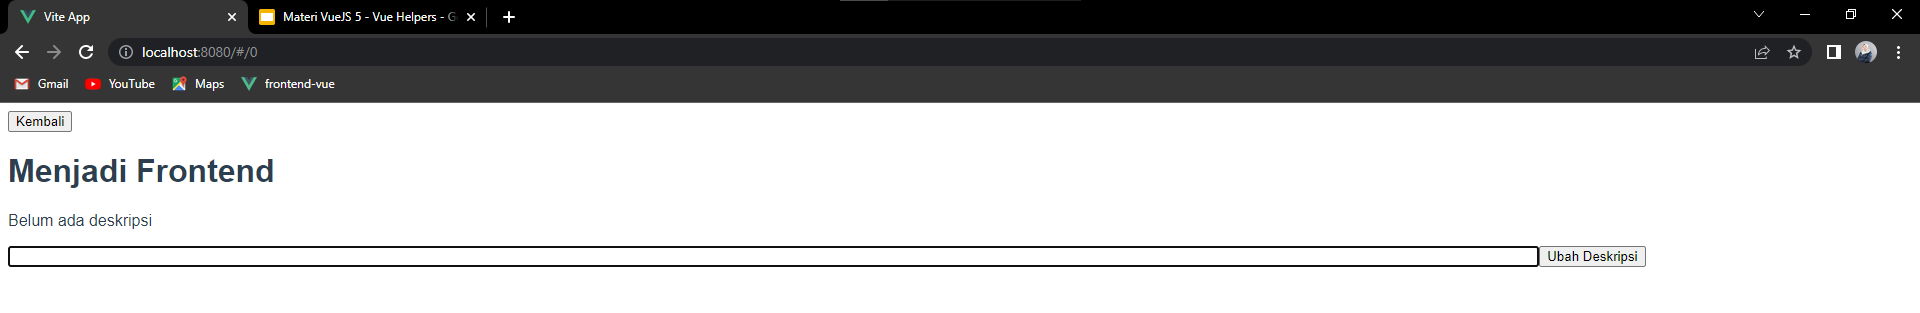 Vite App
Materi VueJS 5 - Vue Helpers - G
localhost:8080/#/0
Gmail YouTube Maps frontend-vue
Kembali
Menjadi Frontend
Belum ada deskripsi
Ubah Deskripsi